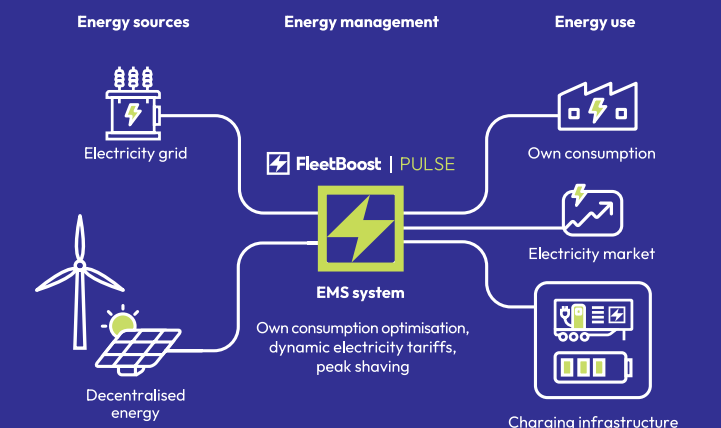 Energy sources
Energy management
Energy use
Electricity grid
Own consumption
FleetBoost | PULSE
Electricity market
EMS system
Own consumption optimisation,
dynamic electricity tariffs,
peak shaving
Decentralised
energy
Charging infrastructure